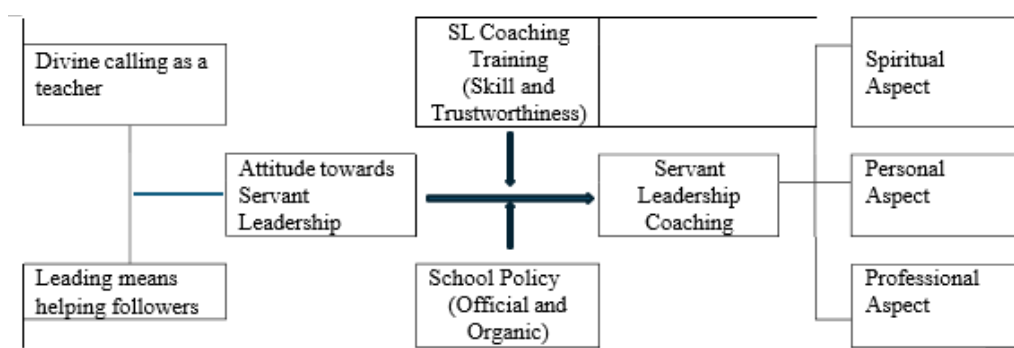 Divine calling as a
teacher
Leading means
helping followers
Attitude towards
Servant
Leadership
SL Coaching
Training
(Skill and
Trustworthiness)
School Policy
(Official and
Organic)
Servant
Leadership
Coaching
Spiritual
Aspect
Personal
Aspect
Professional
Aspect